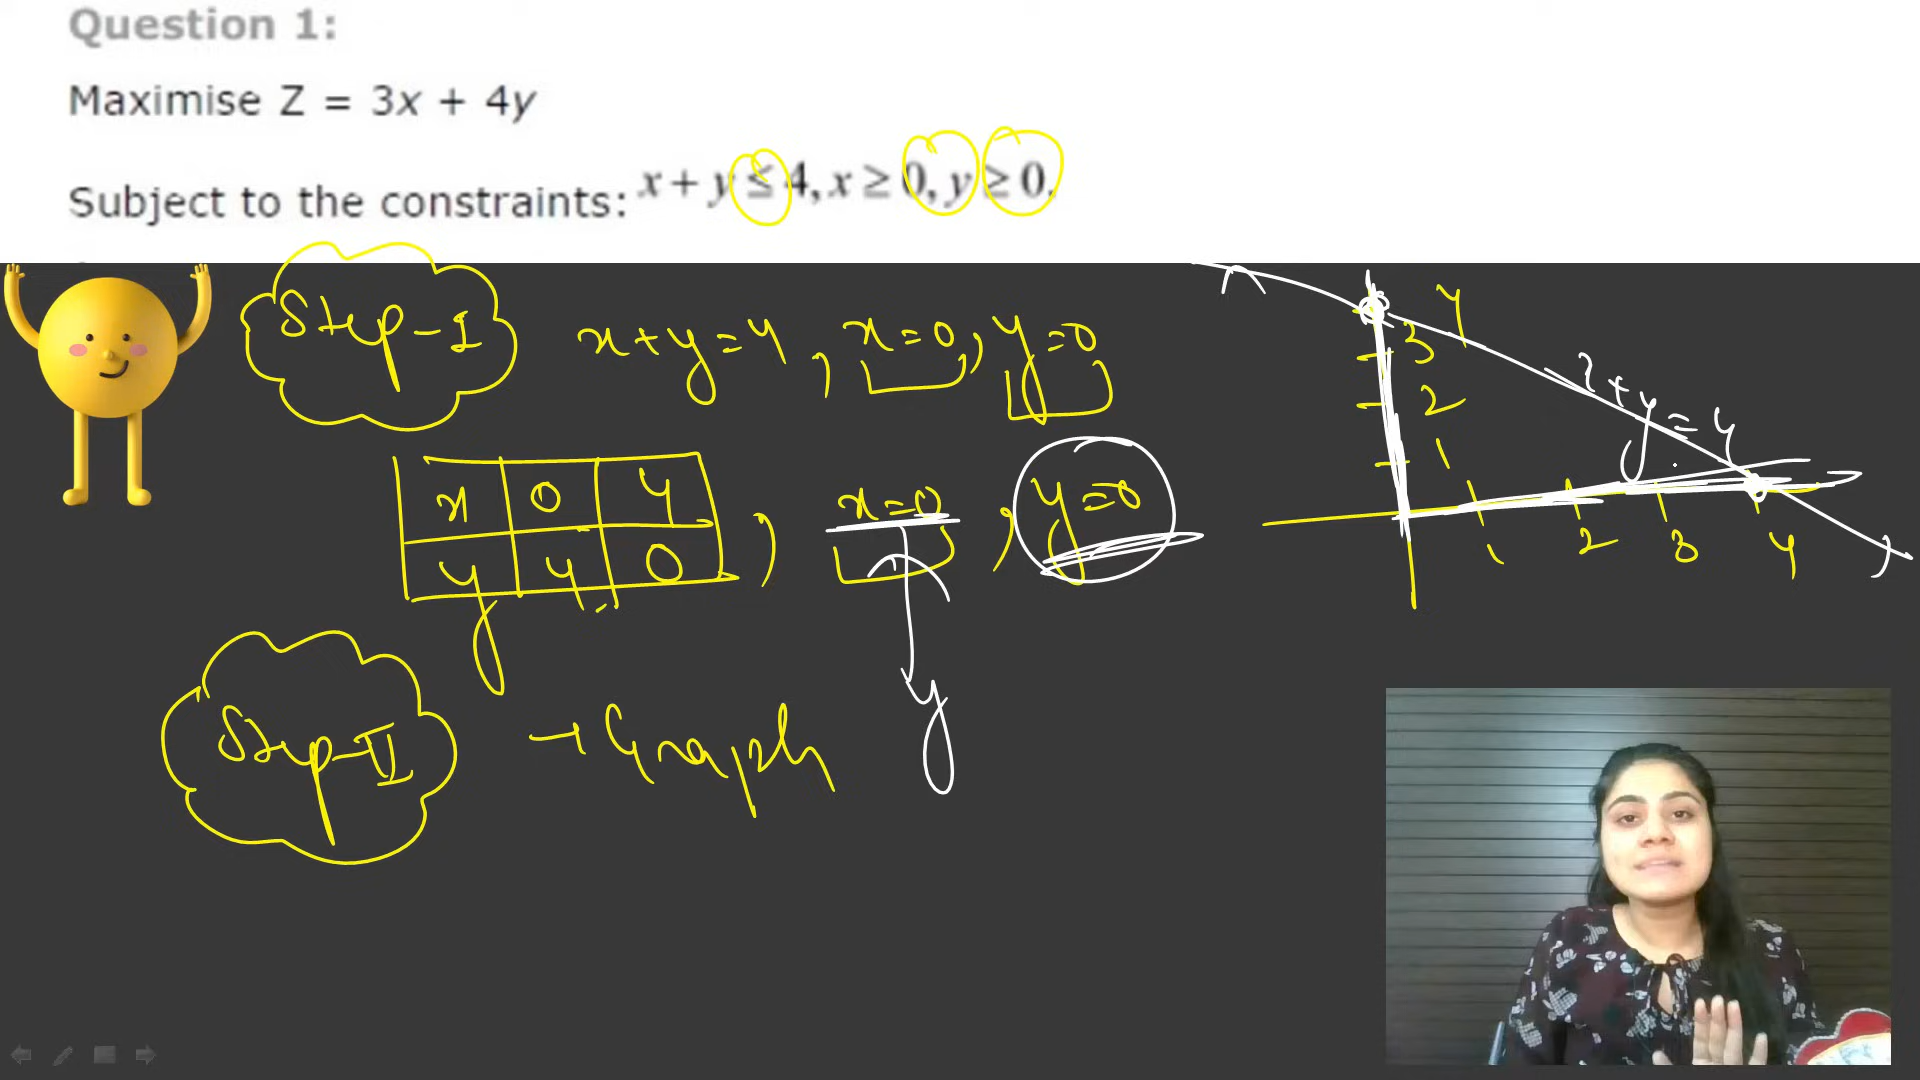 Question 1:
Maximise Z = 3x + 4y
Subject to the constraints: x + y ≤ 4, x ≥ 0, y ≥ 0.
Step-I x+y=4, x=0, y=0
x 0 4
y 4 0
, x=0, y=0
y
Step-II → Graph
4
3
2
1
x+y=4
1 2 3 4